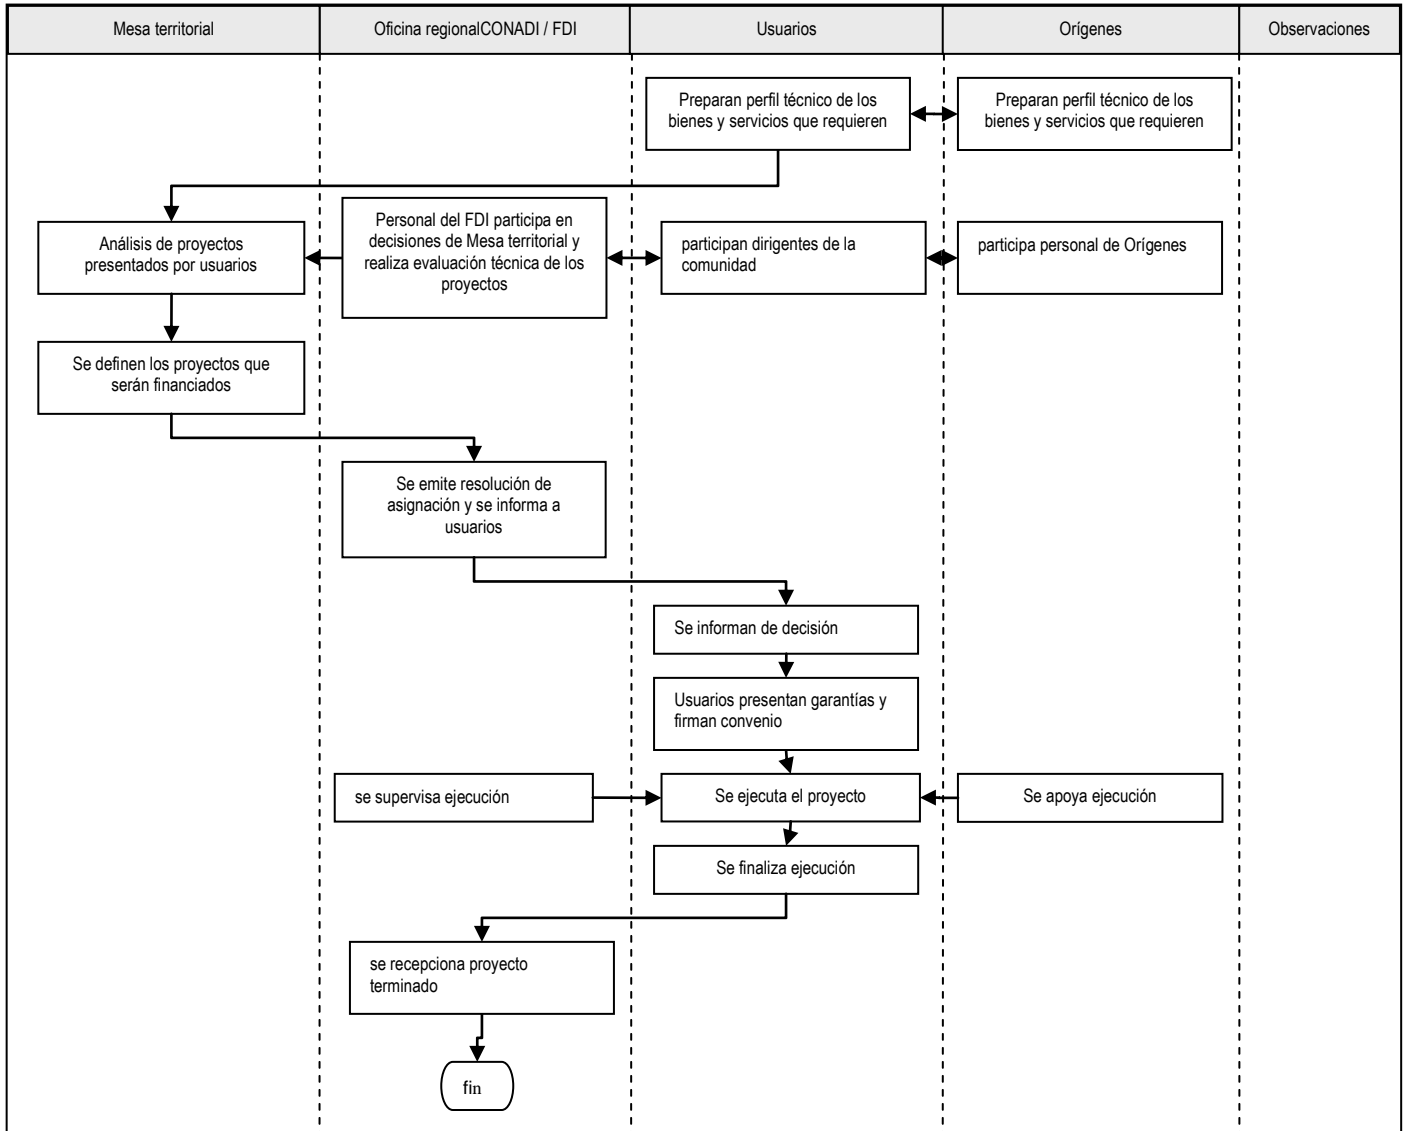 Mesa territorial
Oficina regionalCONADI / FDI
Usuarios
Orígenes
Observaciones
Preparan perfil técnico de los
bienes y servicios que requieren
Preparan perfil técnico de los
bienes y servicios que requieren
Análisis de proyectos
presentados por usuarios
Personal del FDI participa en
decisiones de Mesa territorial y
realiza evaluación técnica de los
proyectos
participan dirigentes de la
comunidad
participa personal de Orígenes
Se definen los proyectos que
serán financiados
Se emite resolución de
asignación y se informa a
usuarios
Se informan de decisión
Usuarios presentan garantías y
firman convenio
se supervisa ejecución
Se ejecuta el proyecto
Se apoya ejecución
Se finaliza ejecución
se recepciona proyecto
terminado
fin